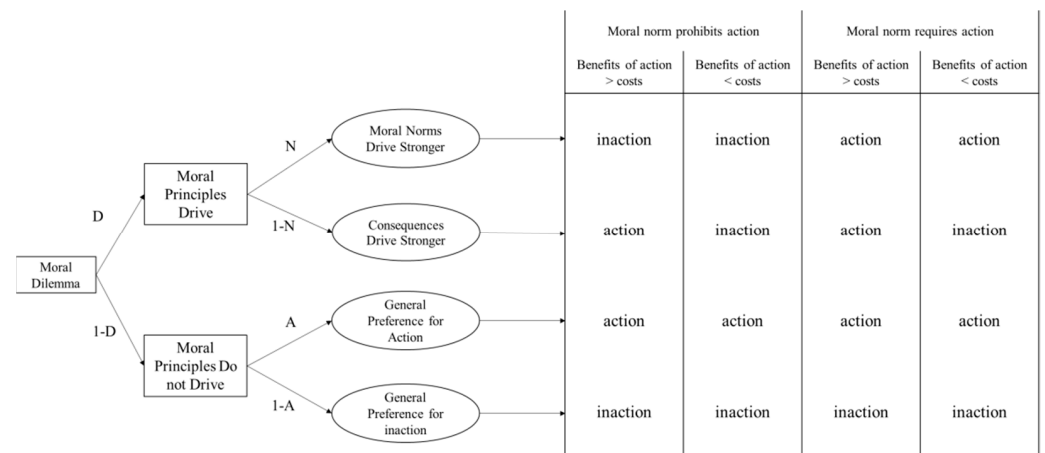 Moral norm prohibits action
Moral norm requires action
Benefits of action
> costs
Benefits of action
< costs
Benefits of action
> costs
Benefits of action
< costs
Moral
Dilemma
D
1-D
Moral
Principles
Drive
Moral
Principles Do
not Drive
N
1-N
A
1-A
Moral Norms
Drive Stronger
inaction
inaction
action
action
Consequences
Drive Stronger
action
inaction
action
inaction
General
Preference for
Action
action
action
action
action
General
Preference for
inaction
inaction
inaction
inaction
inaction